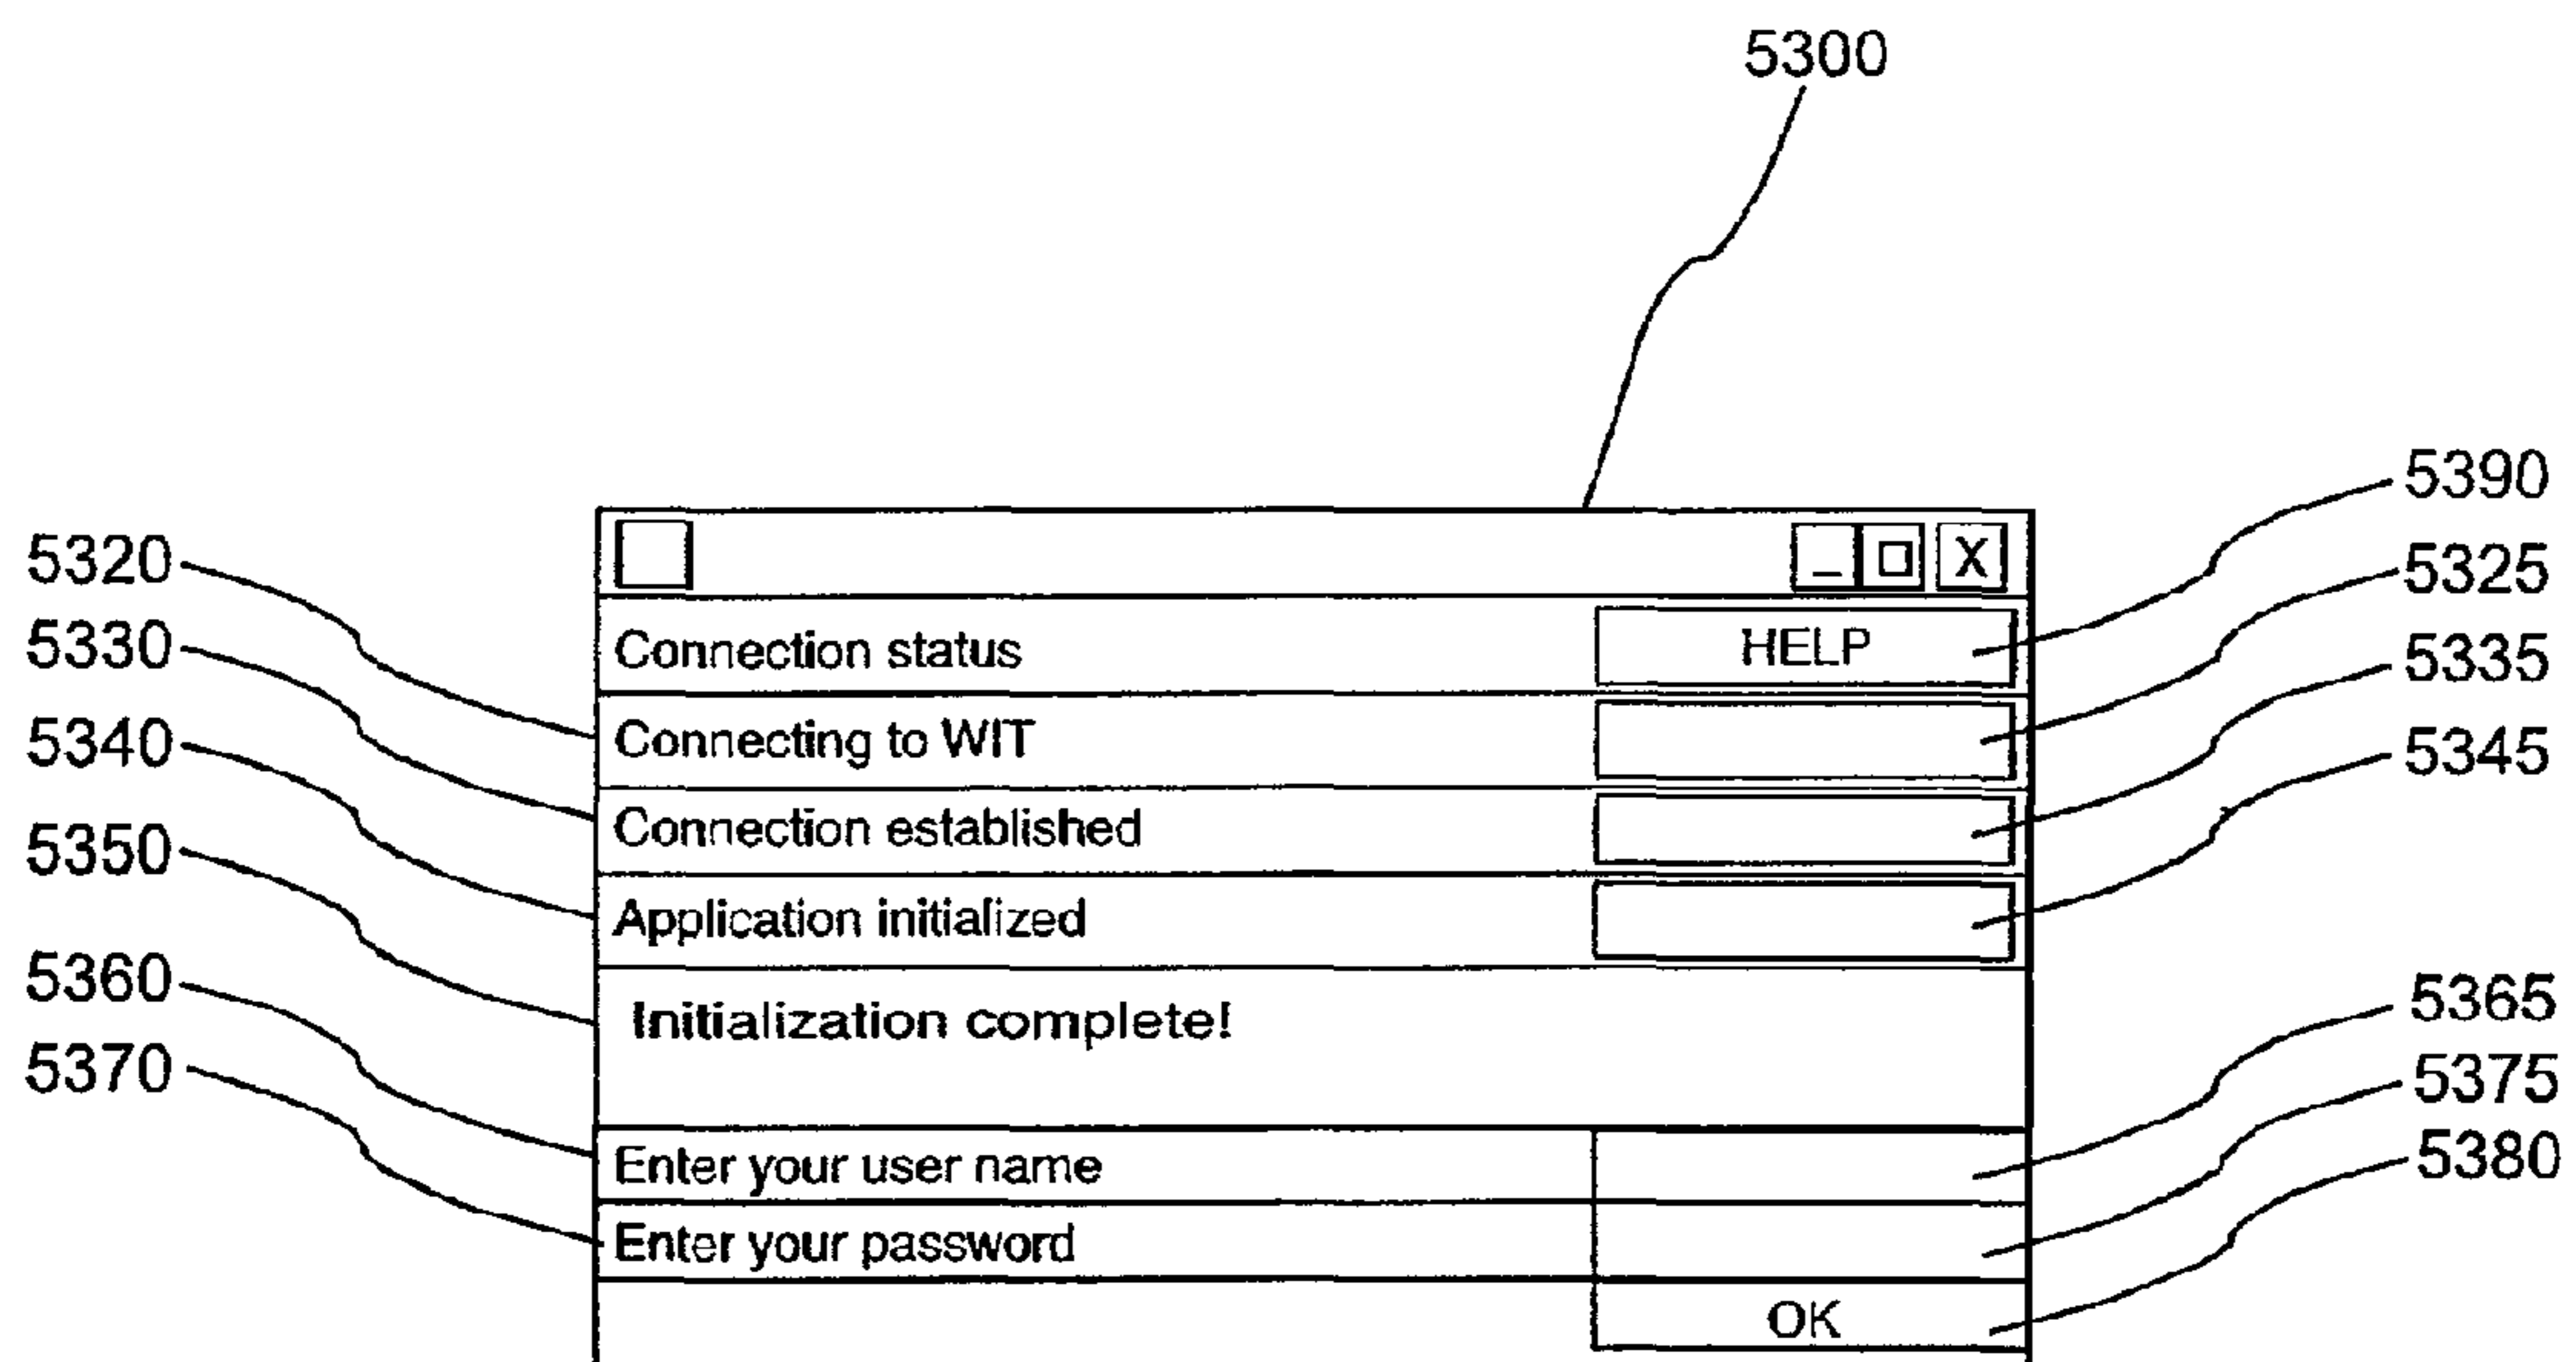 5300
5390
5320
5325
5330
Connection status
HELP
5335
5340
Connecting to WIT
5345
5350
Connection established
Application initialized
5360
Initialization complete!
5365
5370
5375
Enter your user name
5380
Enter your password
OK
_
X